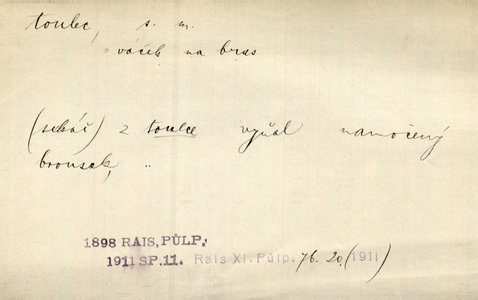 toulec, s. m.
= váček na brus
(sekáč) z toulce vyňal namočený
brousek, ..
1898 RAIS, PŮLP.
1911 SP. 11. Rais XI. Půlp. 76. 20. (1911)